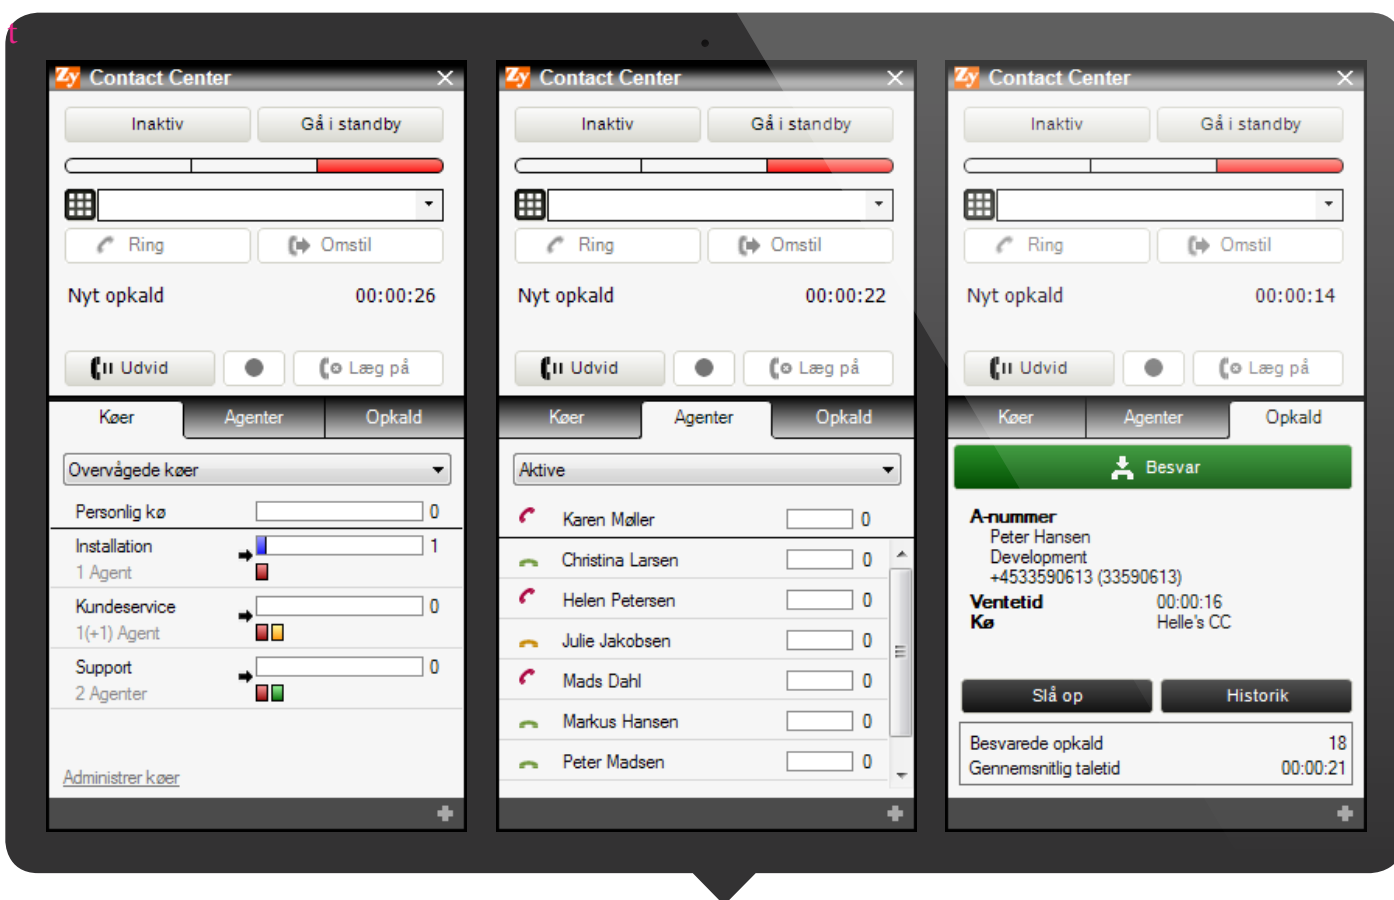 t
Zy Contact Center
Inaktiv Gå i standby
Ring Omstil
Nyt opkald 00:00:26
Udvid Læg på
Køer Agenter Opkald
Overvågede køer
Personlig kø 0
Installation 1
1 Agent
Kundeservice 0
1(+1) Agent
Support 0
2 Agenter
Administrer køer
Zy Contact Center
Inaktiv Gå i standby
Ring Omstil
Nyt opkald 00:00:22
Udvid Læg på
Køer Agenter Opkald
Aktive
Karen Møller 0
Christina Larsen 0
Helen Petersen 0
Julie Jakobsen 0
Mads Dahl 0
Markus Hansen 0
Peter Madsen 0
Zy Contact Center
Inaktiv Gå i standby
Ring Omstil
Nyt opkald 00:00:14
Udvid Læg på
Køer Agenter Opkald
Besvar
A-nummer
Peter Hansen
Development
+4533590613 (33590613)
Ventetid 00:00:16
Kø Helle's CC
Slå op Historik
Besvarede opkald 18
Gennemsnitlig taletid 00:00:21